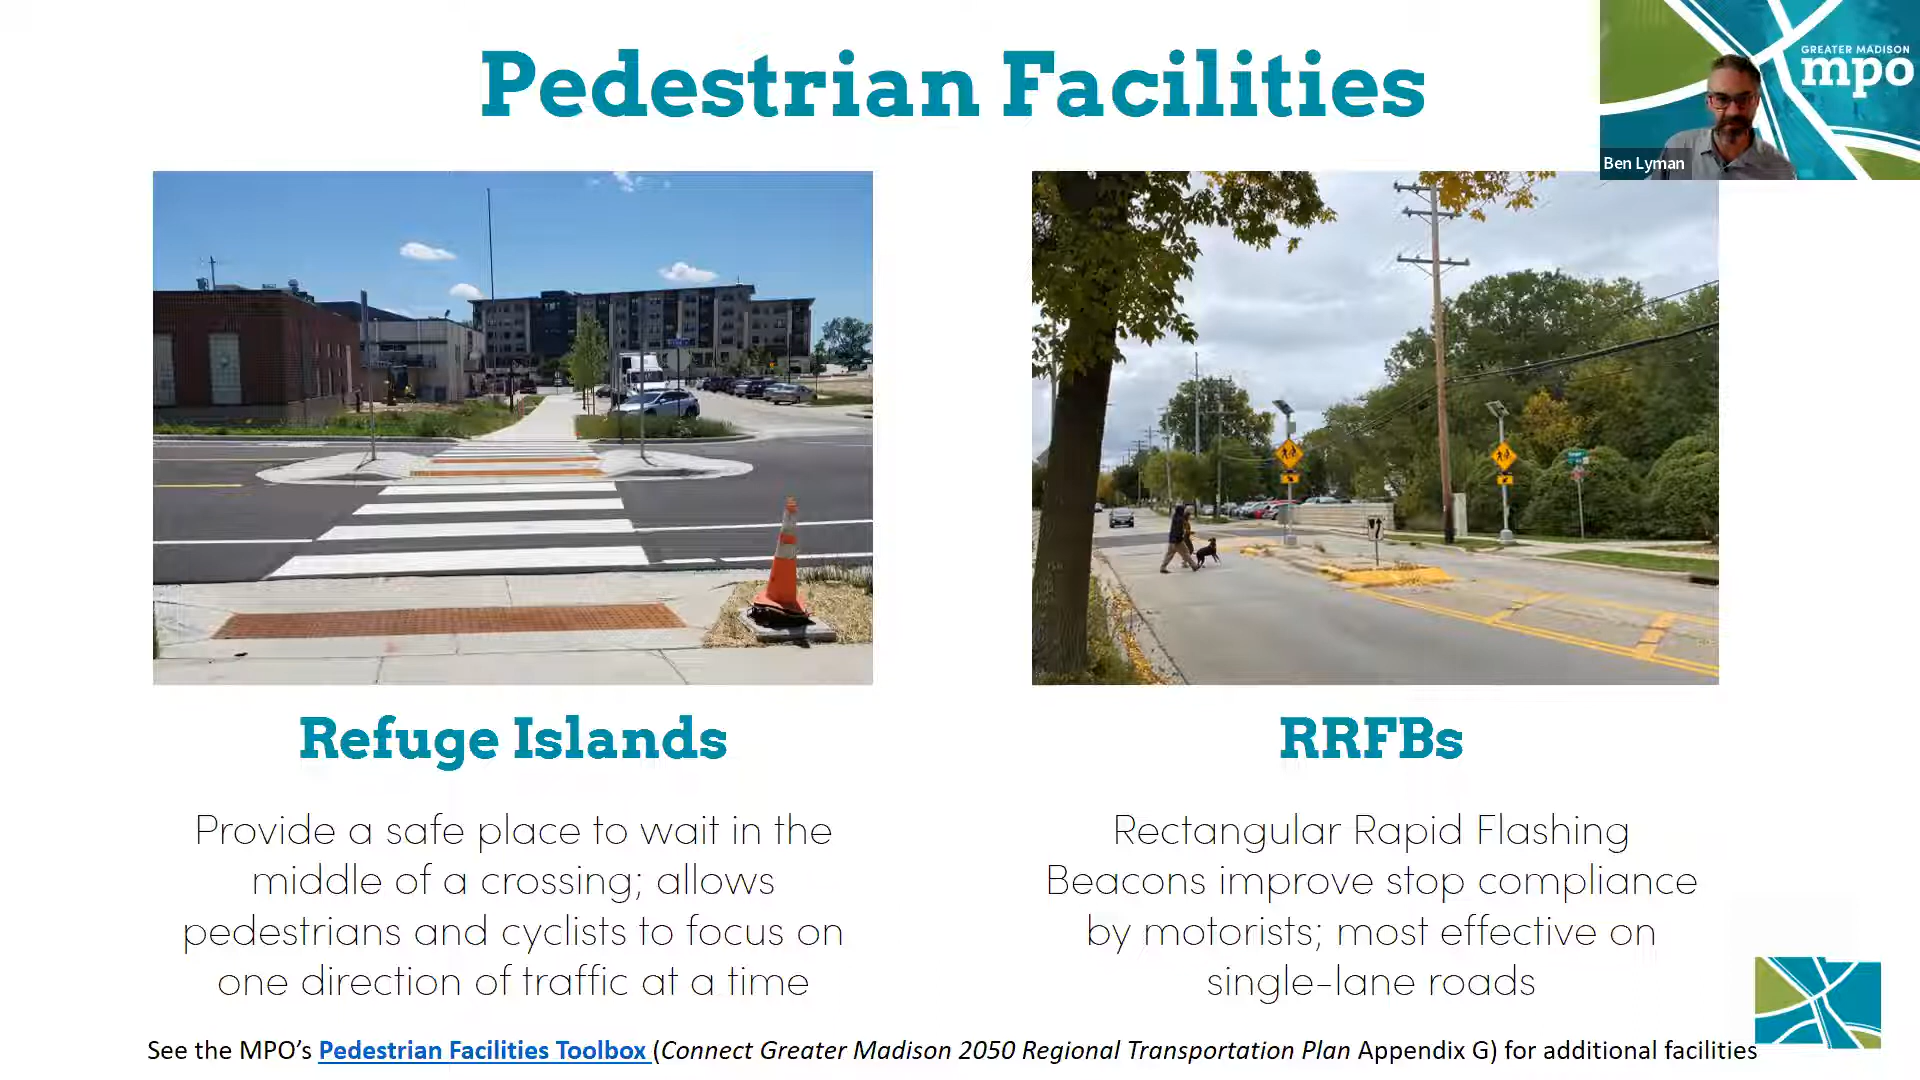 Pedestrian Facilities
GREATER MADISON
mpo
Ben Lyman
Refuge Islands
Provide a safe place to wait in the
middle of a crossing; allows
pedestrians and cyclists to focus on
one direction of traffic at a time
RRFBs
Rectangular Rapid Flashing
Beacons improve stop compliance
by motorists; most effective on
single-lane roads
See the MPO's Pedestrian Facilities Toolbox (Connect Greater Madison 2050 Regional Transportation Plan Appendix G) for additional facilities